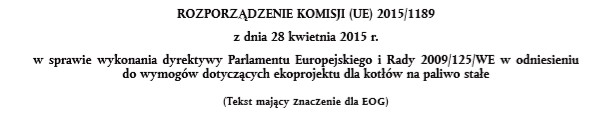 ROZPORZĄDZENIE KOMISJI (UE) 2015/1189
z dnia 28 kwietnia 2015 r.
w sprawie wykonania dyrektywy Parlamentu Europejskiego i Rady 2009/125/WE w odniesieniu
do wymogów dotyczących ekoprojektu dla kotłów na paliwo stałe
(Tekst mający znaczenie dla EOG)